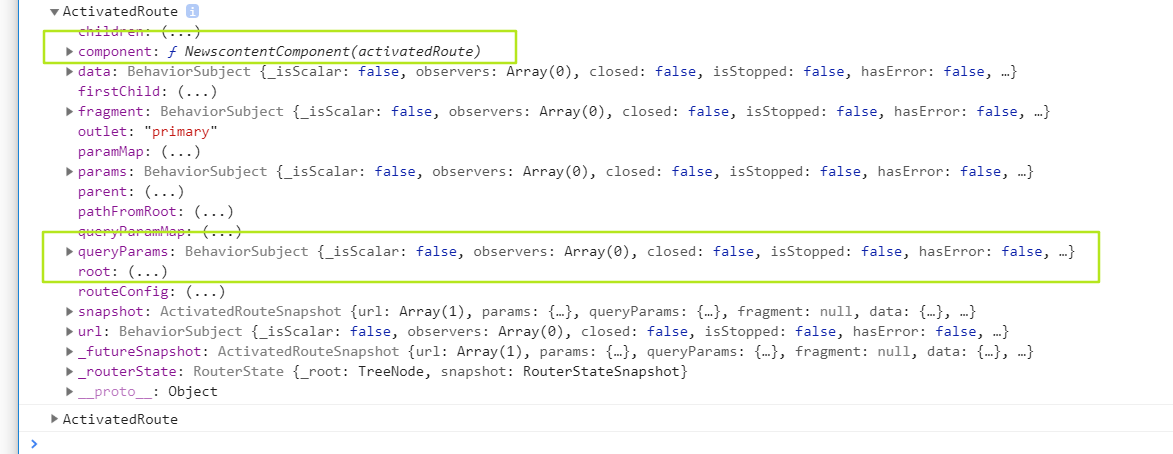 ▼ActivatedRoute i
children: (...)
▶component: ƒ NewscontentComponent(activatedRoute)
▶data: BehaviorSubject {_isScalar: false, observers: Array(0), closed: false, isStopped: false, hasError: false, …}
firstChild: (...)
▶fragment: BehaviorSubject {_isScalar: false, observers: Array(0), closed: false, isStopped: false, hasError: false, …}
outlet: "primary"
paramMap: (...)
▶params: BehaviorSubject {_isScalar: false, observers: Array(0), closed: false, isStopped: false, hasError: false, …}
parent: (...)
pathFromRoot: (...)
queryParamMap: (...)
▶queryParams: BehaviorSubject {_isScalar: false, observers: Array(0), closed: false, isStopped: false, hasError: false, …}
root: (...)
routeConfig: (...)
▶snapshot: ActivatedRouteSnapshot {url: Array(1), params: {…}, queryParams: {…}, fragment: null, data: {…}, …}
▶url: BehaviorSubject {_isScalar: false, observers: Array(0), closed: false, isStopped: false, hasError: false, …}
▶_futureSnapshot: ActivatedRouteSnapshot {url: Array(1), params: {…}, queryParams: {…}, fragment: null, data: {…}, …}
▶_routerState: RouterState {_root: TreeNode, snapshot: RouterStateSnapshot}
▶__proto__: Object
▶ActivatedRoute
>